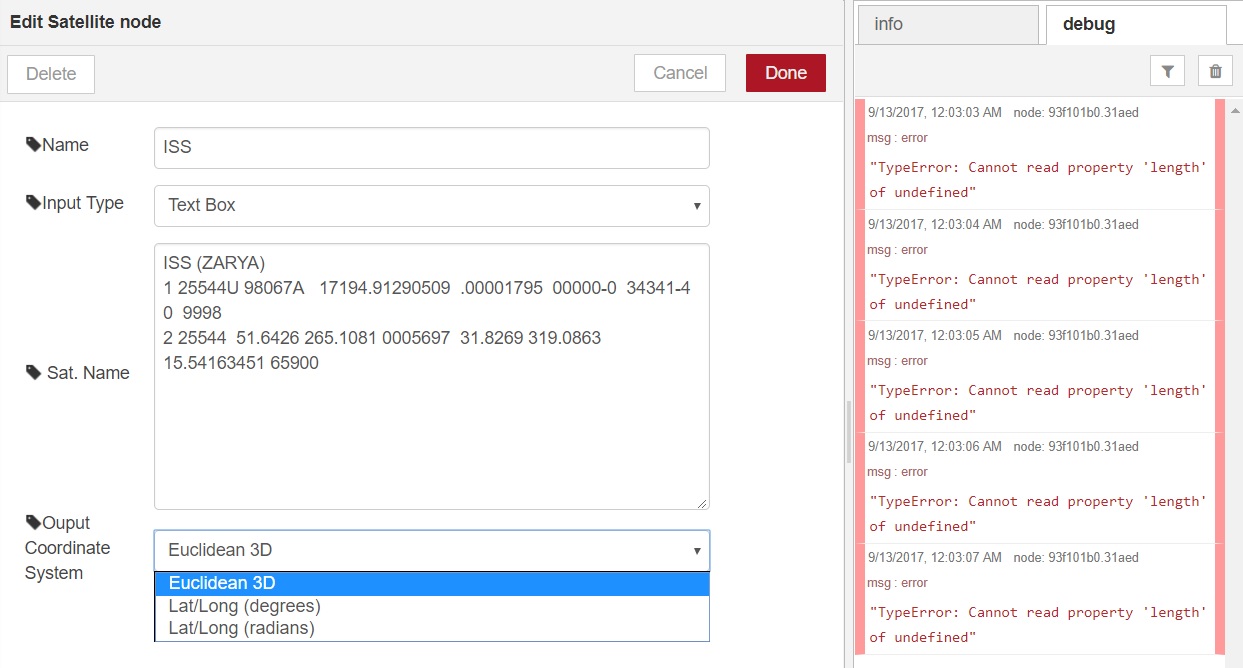 Edit Satellite node
Delete
Cancel
Done
Name
ISS
Input Type
Text Box
Sat. Name
ISS (ZARYA)
1 25544U 98067A   17194.91290509  .00001795  00000-0  34341-4
0  9998
2 25544  51.6426 265.1081 0005697  31.8269 319.0863
15.54163451 65900
Ouput
Coordinate
System
Euclidean 3D
Euclidean 3D
Lat/Long (degrees)
Lat/Long (radians)
info
debug
9/13/2017, 12:03:03 AM   node: 93f101b0.31aed
msg : error
"TypeError: Cannot read property 'length'
of undefined"
9/13/2017, 12:03:04 AM   node: 93f101b0.31aed
msg : error
"TypeError: Cannot read property 'length'
of undefined"
9/13/2017, 12:03:05 AM   node: 93f101b0.31aed
msg : error
"TypeError: Cannot read property 'length'
of undefined"
9/13/2017, 12:03:06 AM   node: 93f101b0.31aed
msg : error
"TypeError: Cannot read property 'length'
of undefined"
9/13/2017, 12:03:07 AM   node: 93f101b0.31aed
msg : error
"TypeError: Cannot read property 'length'
of undefined"